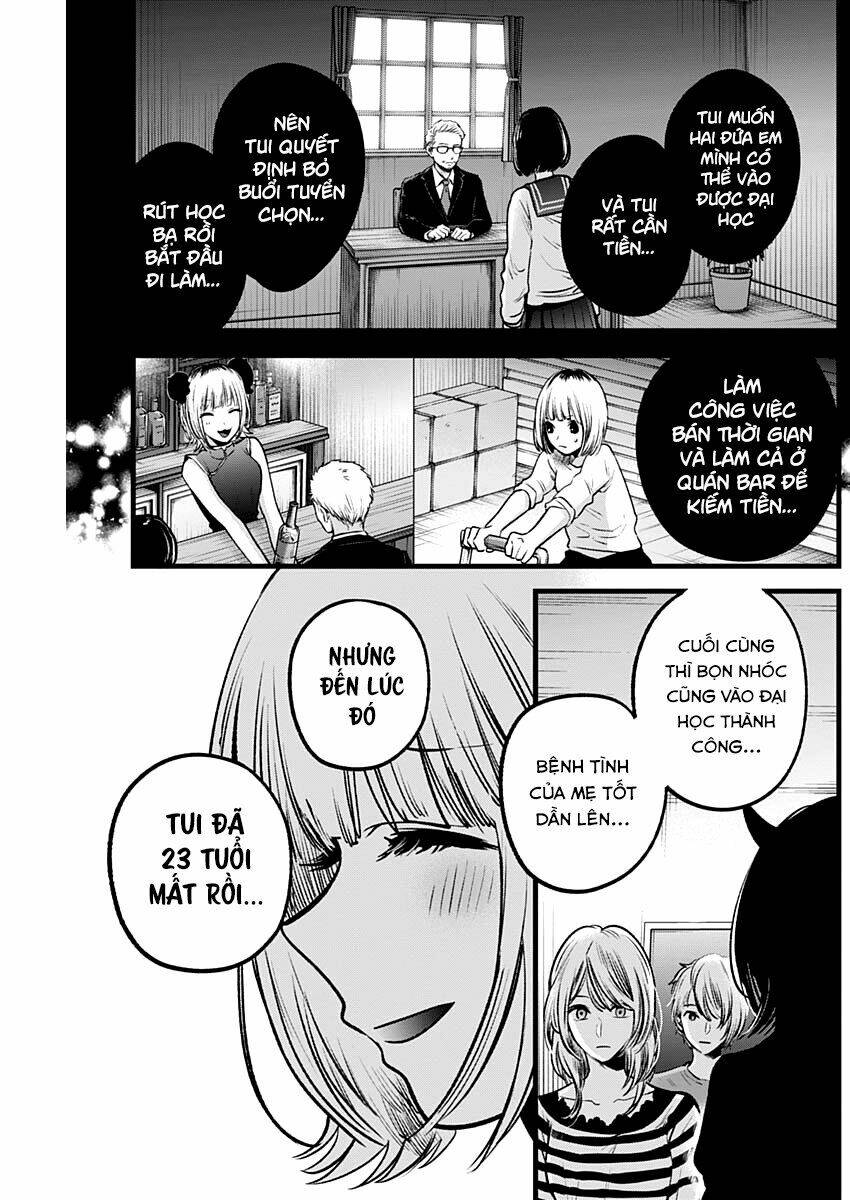 TUI MUỐN
HAI ĐỨA EM
MÌNH CÓ
THỂ VÀO
ĐƯỢC ĐẠI
HỌC
VÀ TUI
RẤT CẦN
TIỀN...
NÊN
TUI QUYẾT
ĐỊNH BỎ
BUỔI TUYỂN
CHỌN...
RÚT HỌC
BẠ RỒI
BẮT ĐẦU
ĐI LÀM...
LÀM
CÔNG VIỆC
BÁN THỜI GIAN
VÀ LÀM CẢ Ở
QUÁN BAR ĐỂ
KIẾM TIỀN...
CUỐI CÙNG
THÌ BỌN NHÓC
CŨNG VÀO ĐẠI
HỌC THÀNH
CÔNG...
BỆNH TÌNH
CỦA MẸ TỐT
DẦN LÊN...
NHƯNG
ĐẾN LÚC
ĐÓ
TUI ĐÃ
23 TUỔI
MẤT RỒI...